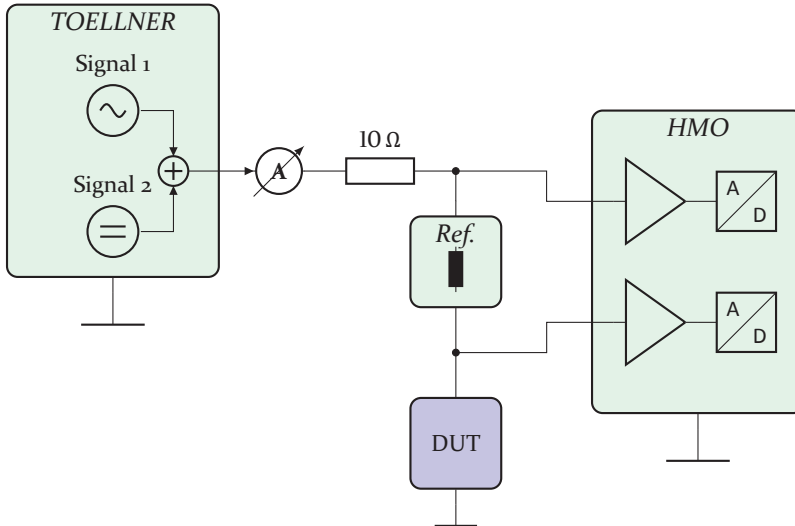 TOELLNER
Signal 1
Signal 2
A
10 Ω
Ref.
DUT
HMO
A
D
A
D